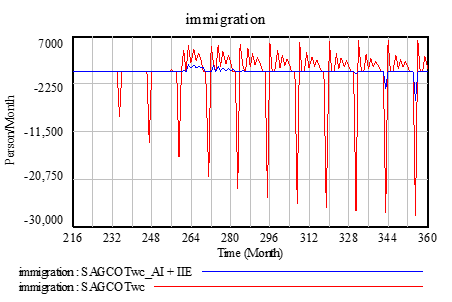 immigration
7000
-2250
-11,500
-20,750
-30,000
Person/Month
216 232 248 264 280 296 312 328 344 360
Time (Month)
immigration : SAGCOTwc_AI + IIE
immigration : SAGCOTwc